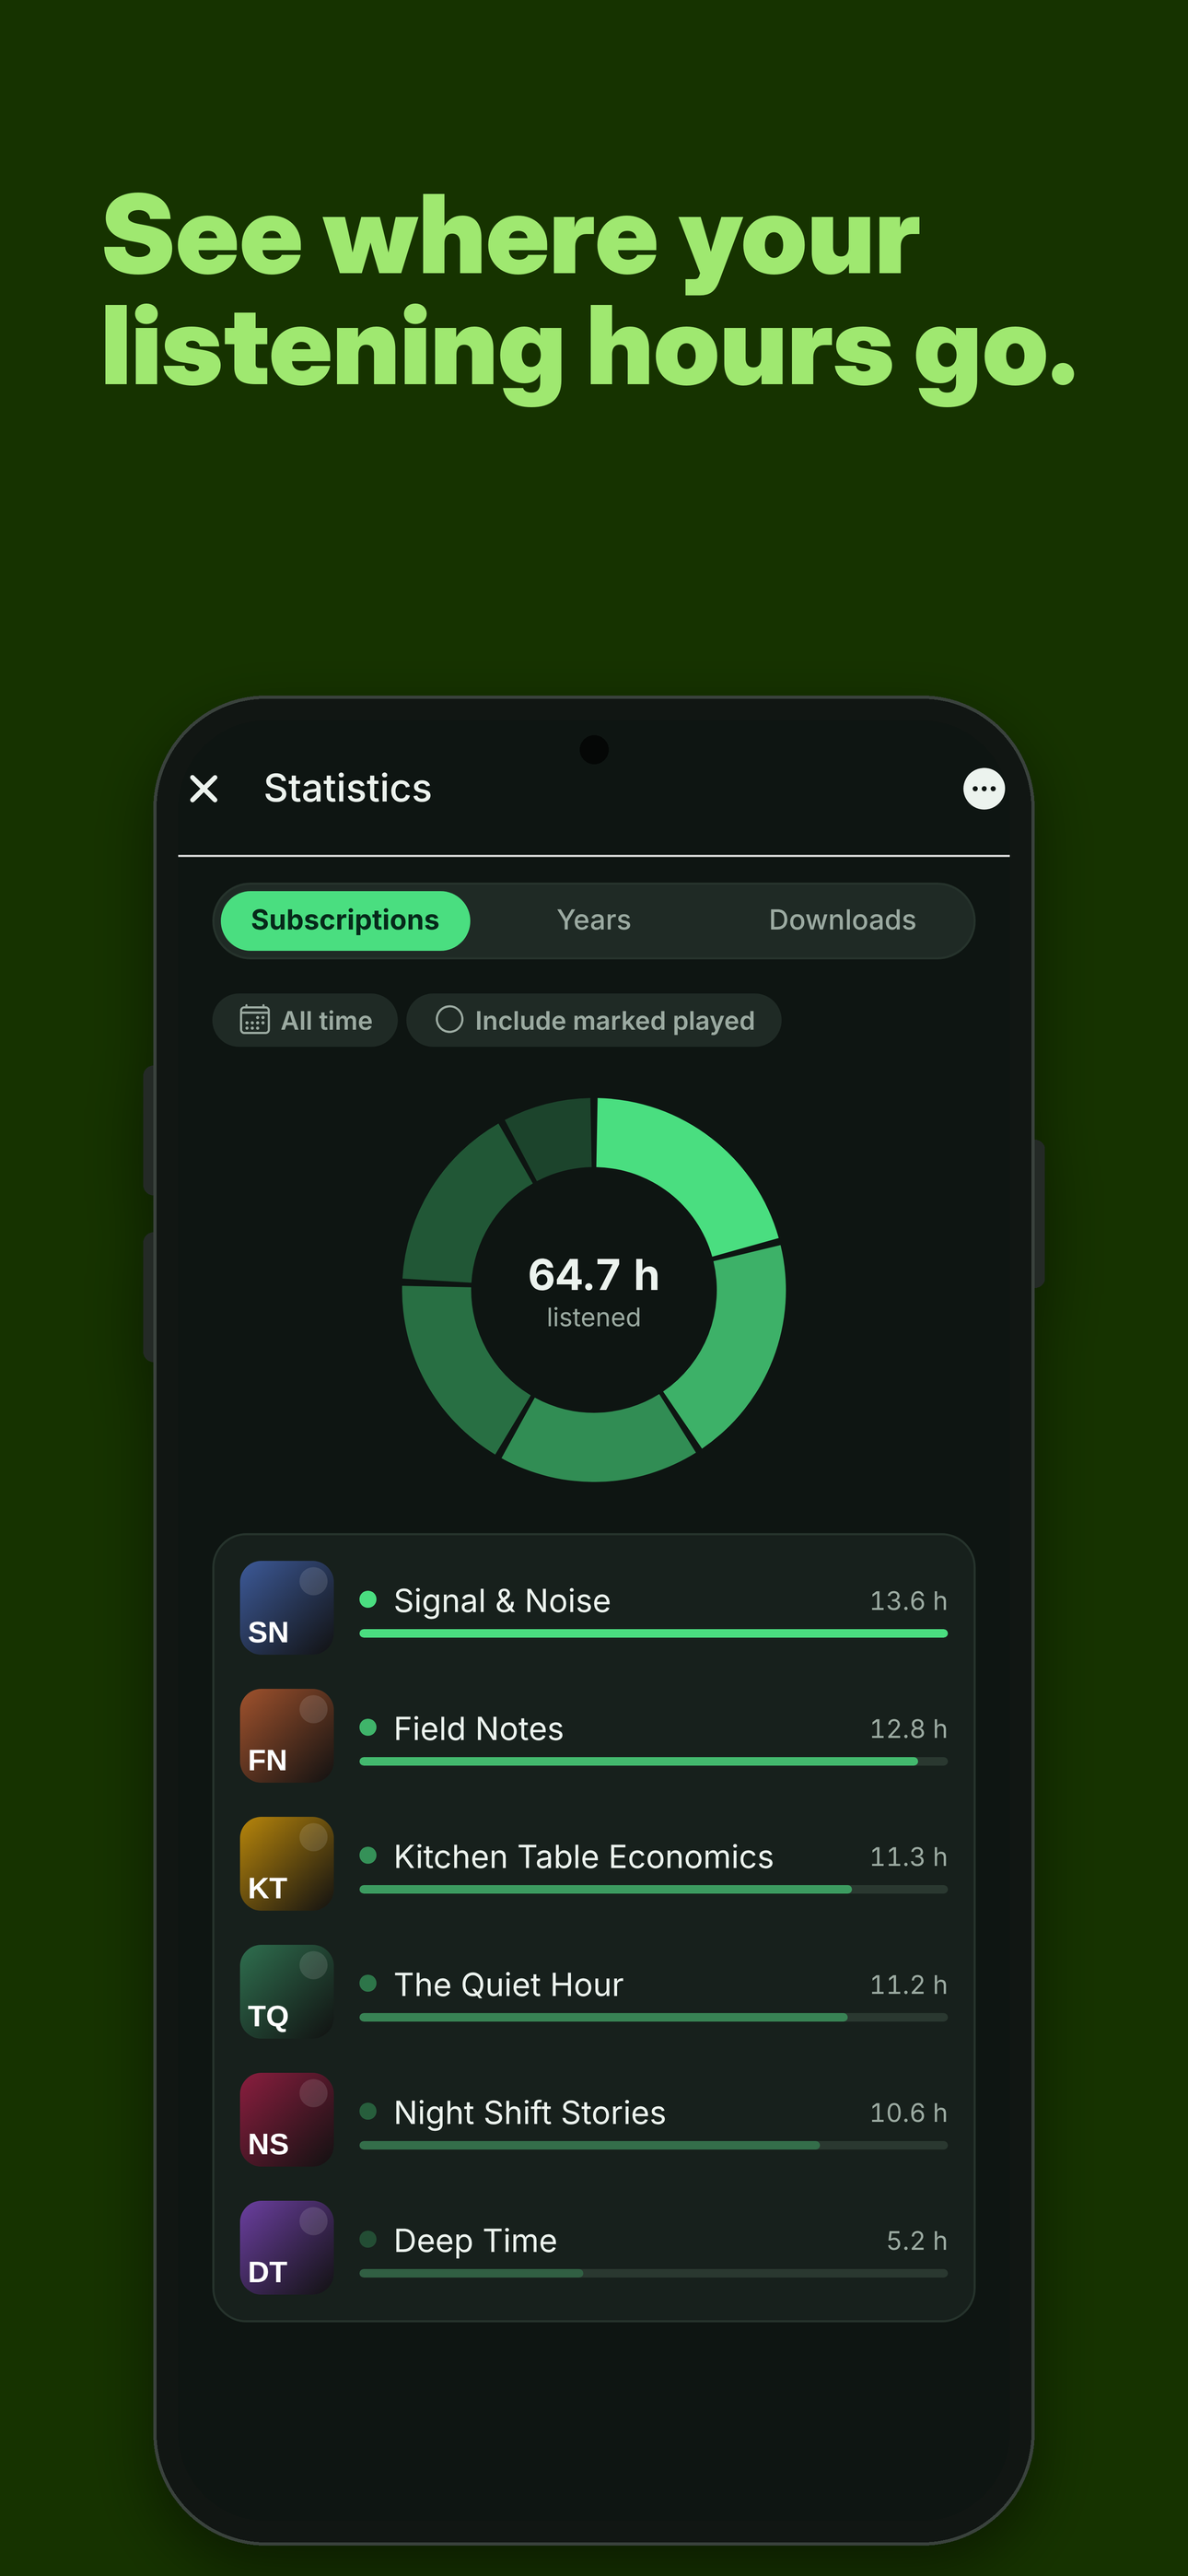 See where your
listening hours go.
Statistics
Subscriptions Years Downloads
All time Include marked played
64.7 h
listened
SN Signal & Noise 13.6 h
FN Field Notes 12.8 h
KT Kitchen Table Economics 11.3 h
TQ The Quiet Hour 11.2 h
NS Night Shift Stories 10.6 h
DT Deep Time 5.2 h